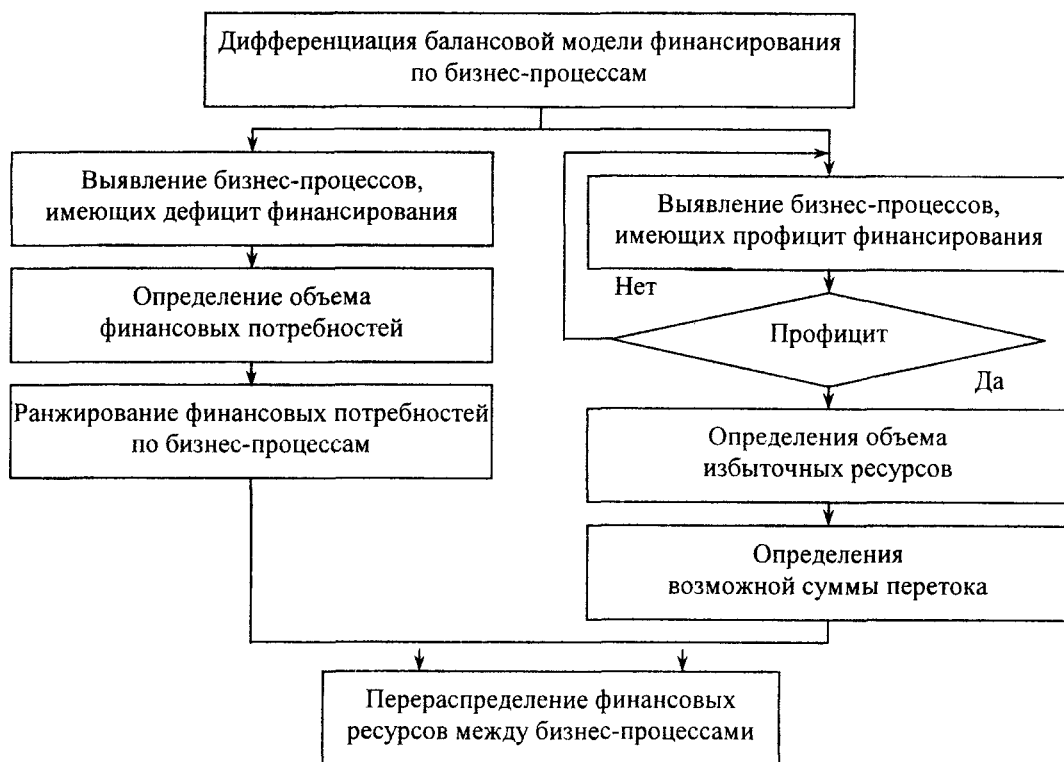 Дифференциация балансовой модели финансирования
по бизнес-процессам
Выявление бизнес-процессов,
имеющих дефицит финансирования
Определение объема
финансовых потребностей
Ранжирование финансовых потребностей
по бизнес-процессам
Выявление бизнес-процессов,
имеющих профицит финансирования
Нет
Профицит
Да
Определения объема
избыточных ресурсов
Определения
возможной суммы перетока
Перераспределение финансовых
ресурсов между бизнес-процессами